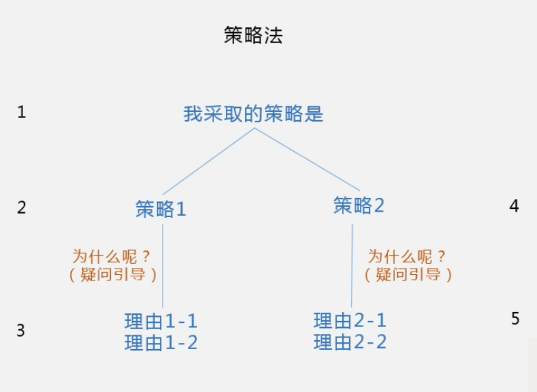 策略法
1
我采取的策略是
2
策略1
策略2
4
为什么呢？
（疑问引导）
为什么呢？
（疑问引导）
3
理由1-1
理由1-2
理由2-1
理由2-2
5